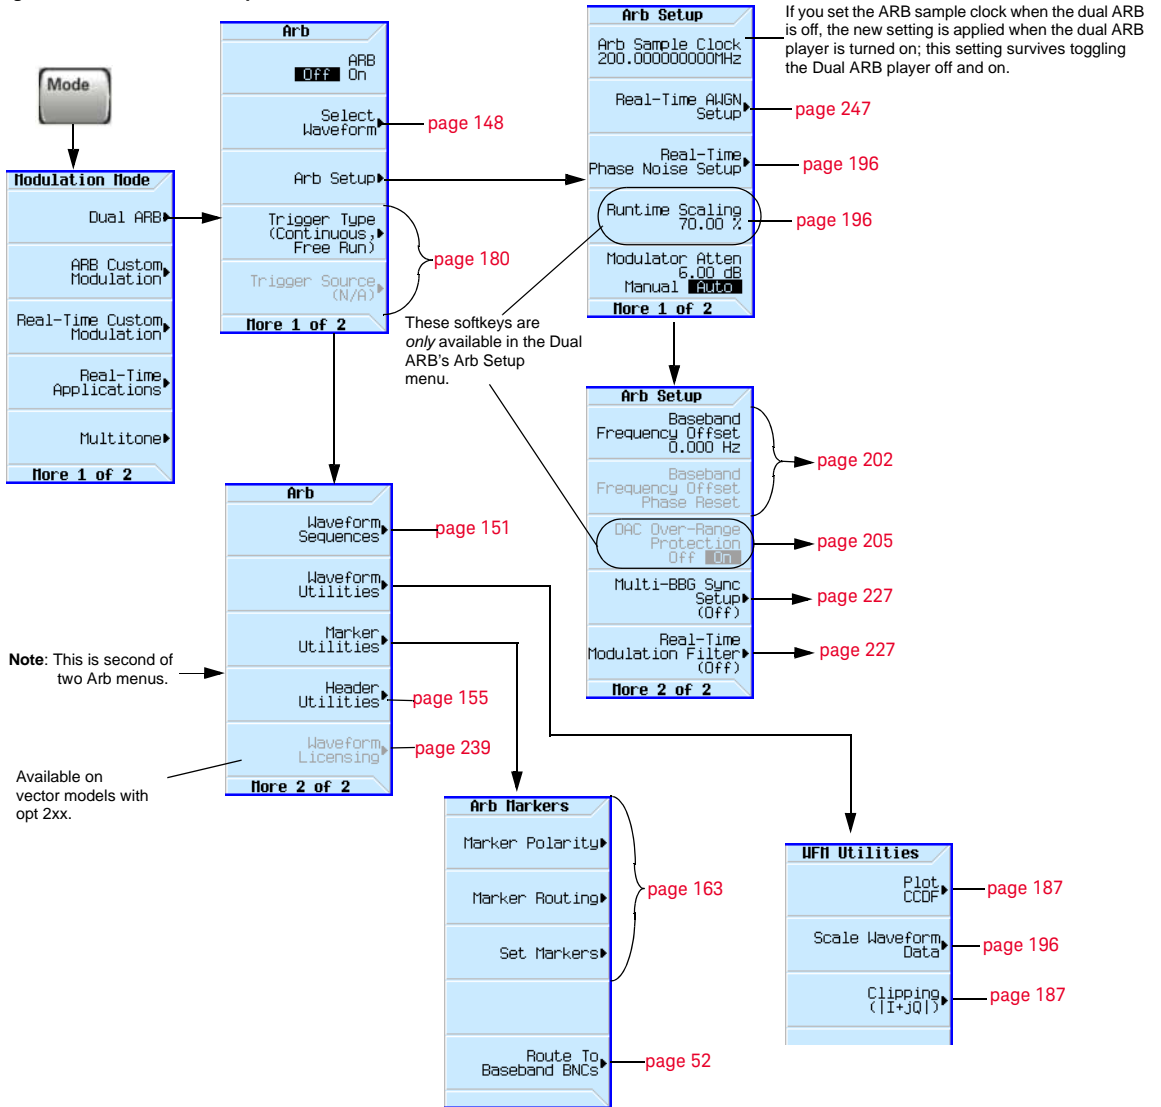 Mode
Modulation Mode
Dual ARB
ARB Custom
Modulation
Real-Time Custom
Modulation
Real-Time
Applications
Multitone
More 1 of 2
Arb
ARB
Off On
Select
Waveform
page 148
Arb Setup
Trigger Type
(Continuous,
Free Run)
page 180
Trigger Source
(N/A)
More 1 of 2
Arb Setup
Arb Sample Clock
200.000000000MHz
If you set the ARB sample clock when the dual ARB
is off, the new setting is applied when the dual ARB
player is turned on; this setting survives toggling
the Dual ARB player off and on.
Real-Time AWGN
Setup
page 247
Real-Time
Phase Noise Setup
page 196
Runtime Scaling
70.00 %
page 196
Modulator Atten
6.00 dB
Manual Auto
More 1 of 2
These softkeys are
only available in the Dual
ARB's Arb Setup
menu.
Arb Setup
Baseband
Frequency Offset
0.000 Hz
Baseband
Frequency Offset
Phase Reset
page 202
DAC Over-Range
Protection
Off On
page 205
Multi-BBG Sync
Setup
(Off)
page 227
Real-Time
Modulation Filter
(Off)
page 227
More 2 of 2
Arb
Waveform
Sequences
page 151
Waveform
Utilities
Marker
Utilities
Note: This is second of
two Arb menus.
Header
Utilities
page 155
Waveform
Licensing
page 239
More 2 of 2
Available on
vector models with
opt 2xx.
Arb Markers
Marker Polarity
Marker Routing
page 163
Set Markers
Route To
Baseband BNCs
page 52
WFM Utilities
Plot
CCDF
page 187
Scale Waveform
Data
page 196
Clipping
(|I+jQ|)
page 187